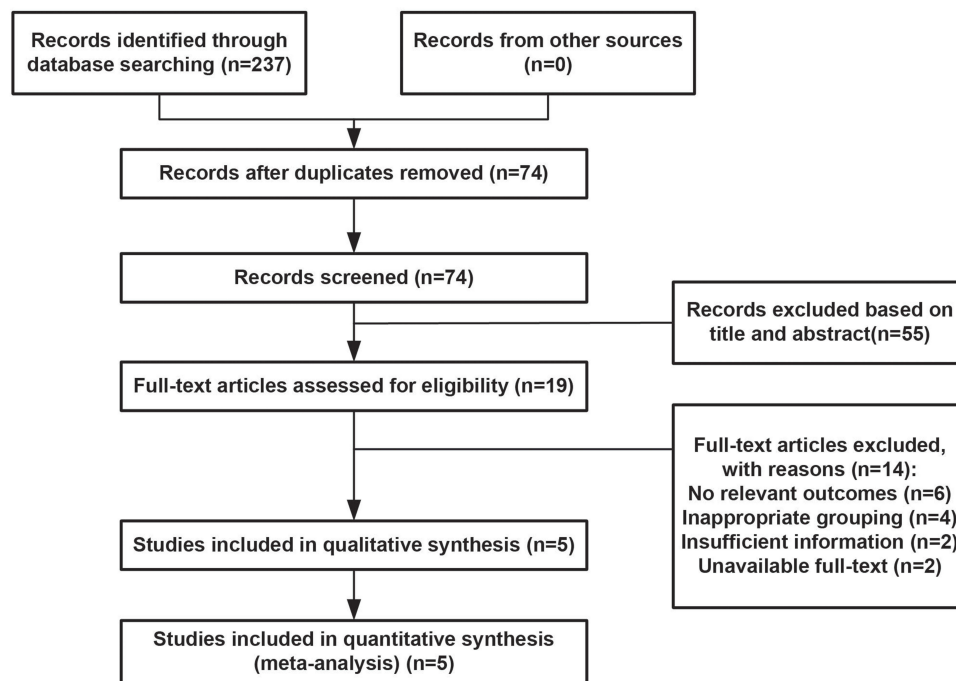 Records identified through
database searching (n=237)
Records from other sources
(n=0)
Records after duplicates removed (n=74)
Records screened (n=74)
Records excluded based on
title and abstract(n=55)
Full-text articles assessed for eligibility (n=19)
Full-text articles excluded,
with reasons (n=14):
No relevant outcomes (n=6)
Inappropriate grouping (n=4)
Insufficient information (n=2)
Unavailable full-text (n=2)
Studies included in qualitative synthesis (n=5)
Studies included in quantitative synthesis
(meta-analysis) (n=5)